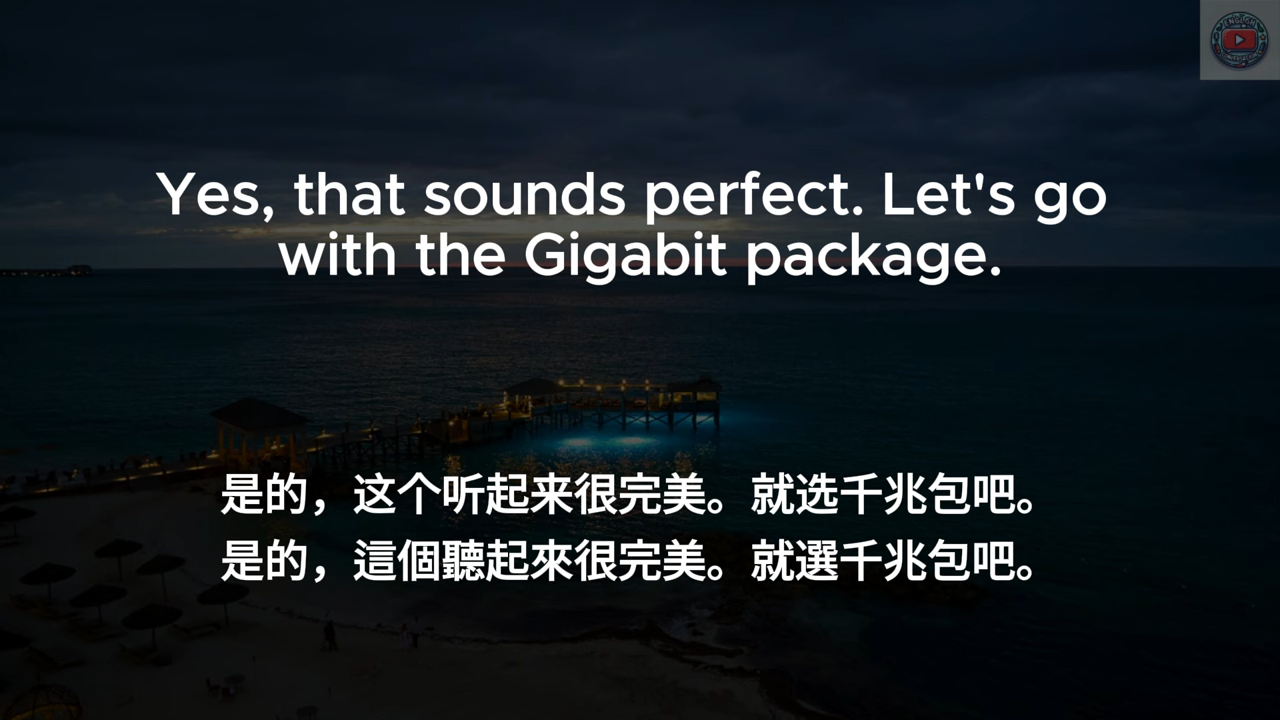 Yes, that sounds perfect. Let's go
with the Gigabit package.
是的，这个听起来很完美。就选千兆包吧。
是的，這個聽起來很完美。就選千兆包吧。